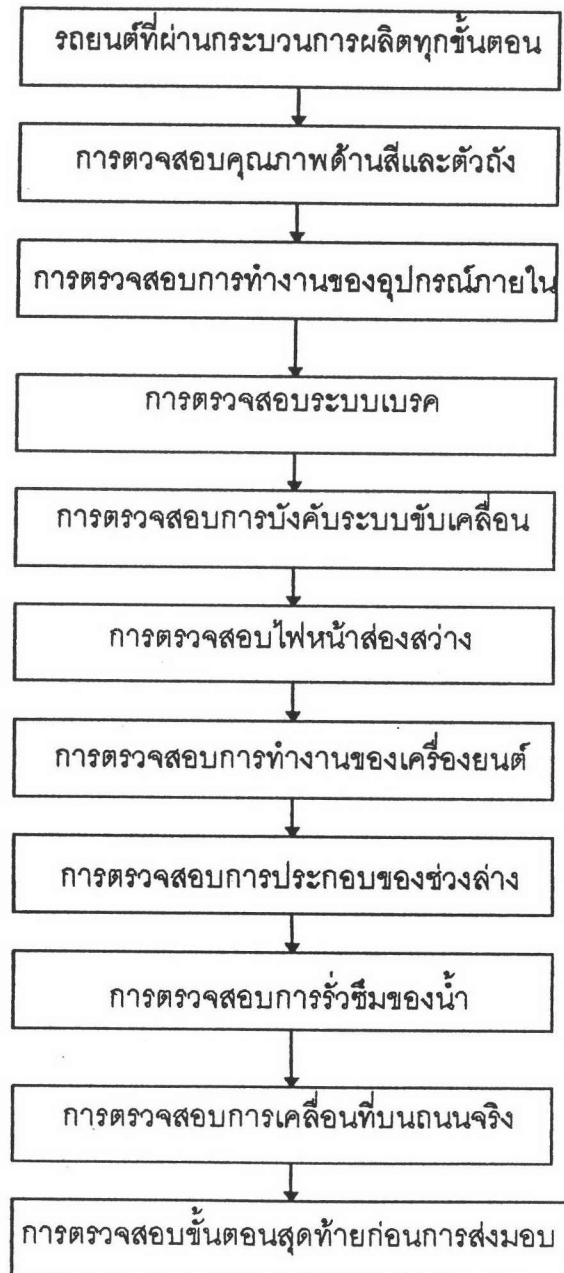 รถยนต์ที่ผ่านกระบวนการผลิตทุกขั้นตอน
การตวจสอบคุณภาพด้านสีและตัวถัง
การตรวจสอบการทำงานของอุปกรณ์ภายใน
การตรวจสอบระบบเบรค
การตรวจสอบการบังคับระบบขับเคลื่อน
การตรวจสอบไฟหน้าส่องสว่าง
การตรวจสอบการทำงานของเครื่องยนต์
การตรวจสอบการประกอบของช่วงล่าง
การตรวจสอบการรั่วซึมของน้ำ
การตรวจสอบการเคลื่อนที่บนถนนจริง
การตรวจสอบขั้นตอนสุดท้ายก่อนการส่งมอบ